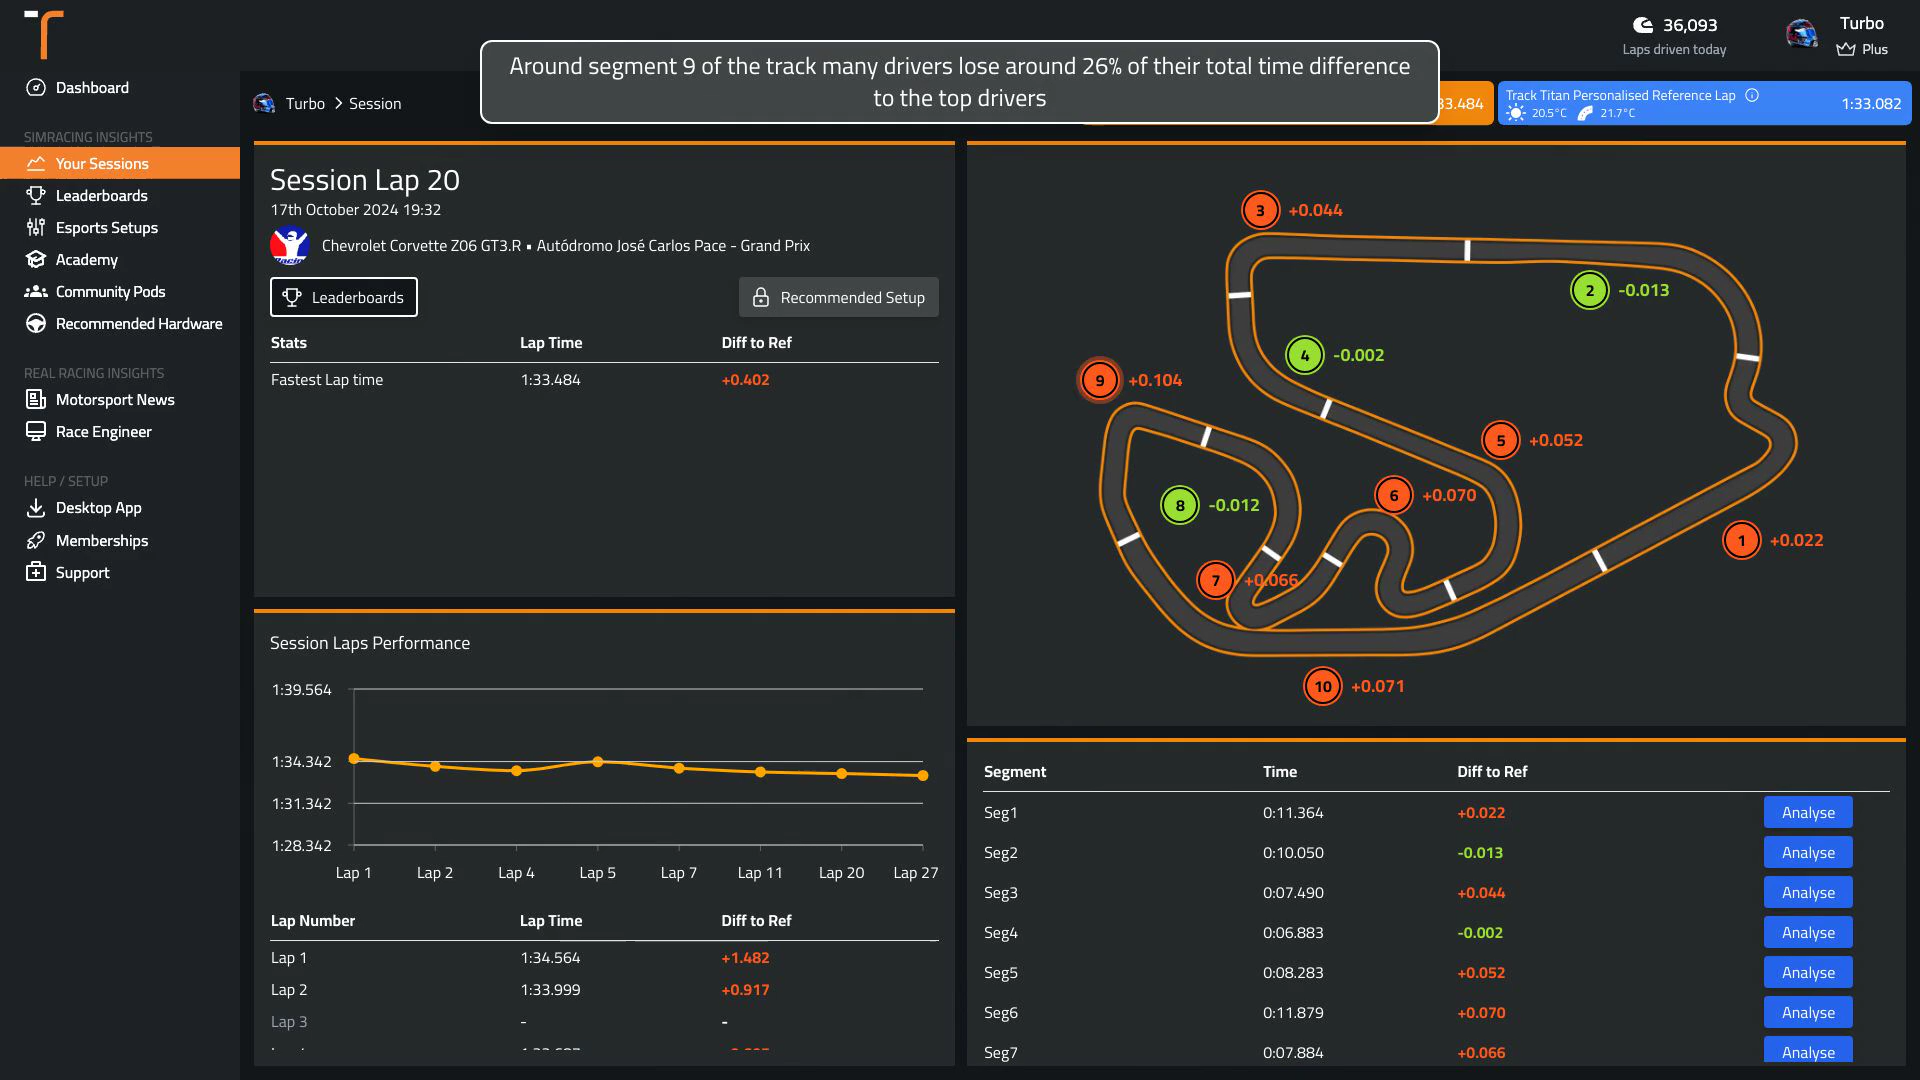 36,093
Laps driven today
Turbo
Plus
Around segment 9 of the track many drivers lose around 26% of their total time difference
to the top drivers
Dashboard
SIMRACING INSIGHTS
Your Sessions
Leaderboards
Esports Setups
Academy
Community Pods
Recommended Hardware
REAL RACING INSIGHTS
Motorsport News
Race Engineer
HELP / SETUP
Desktop App
Memberships
Support
Turbo > Session
33.484
Track Titan Personalised Reference Lap
20.5°C 21.7°C
1:33.082
Session Lap 20
17th October 2024 19:32
Chevrolet Corvette Z06 GT3.R ▪ Autódromo José Carlos Pace - Grand Prix
Leaderboards
Recommended Setup
Stats Lap Time Diff to Ref
Fastest Lap time 1:33.484 +0.402
Session Laps Performance
1:39.564
1:34.342
1:31.342
1:28.342
Lap 1 Lap 2 Lap 4 Lap 5 Lap 7 Lap 11 Lap 20 Lap 27
Lap Number Lap Time Diff to Ref
Lap 1 1:34.564 +1.482
Lap 2 1:33.999 +0.917
Lap 3 - -
3 +0.044
2 -0.013
4 -0.002
9 +0.104
5 +0.052
6 +0.070
8 -0.012
1 +0.022
7 +0.066
10 +0.071
Segment Time Diff to Ref
Seg1 0:11.364 +0.022 Analyse
Seg2 0:10.050 -0.013 Analyse
Seg3 0:07.490 +0.044 Analyse
Seg4 0:06.883 -0.002 Analyse
Seg5 0:08.283 +0.052 Analyse
Seg6 0:11.879 +0.070 Analyse
Seg7 0:07.884 +0.066 Analyse